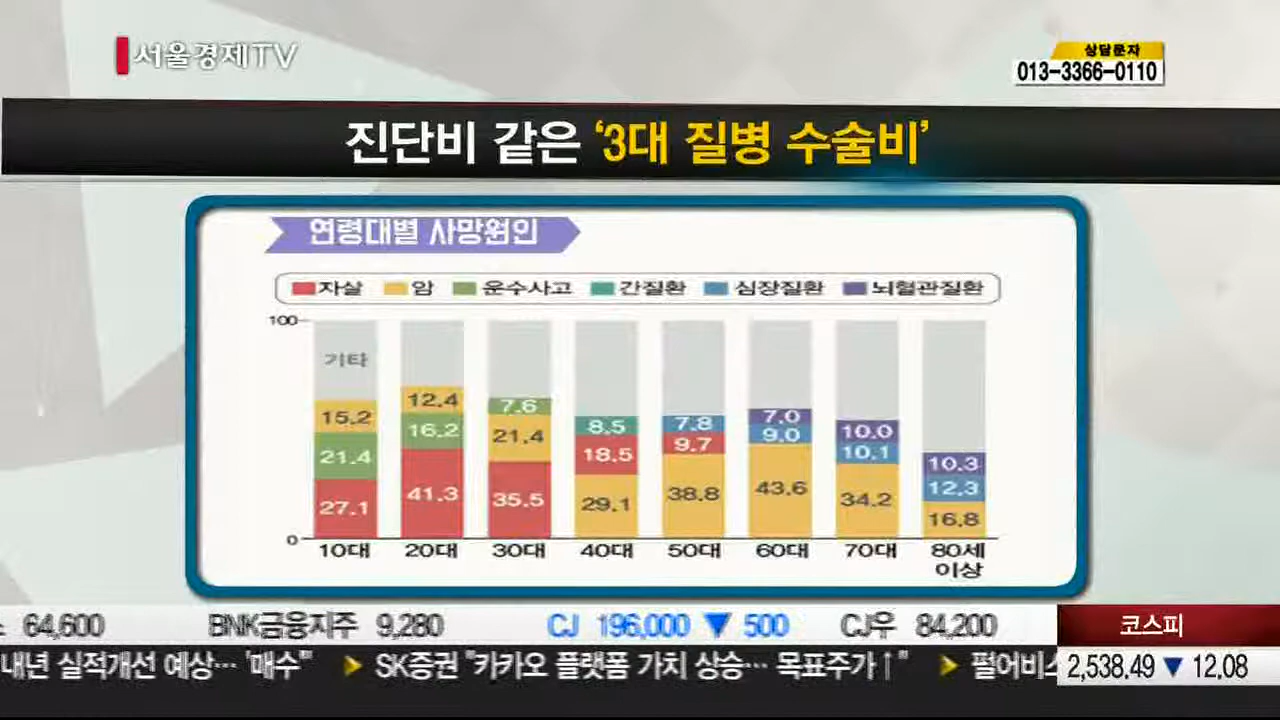 서울경제TV
상담문자
013-3366-0110
진단비 같은 '3대 질병 수술비'
연령대별 사망원인
자살 암 운수사고 간질환 심장질환 뇌혈관질환
100
기타
15.2 12.4 7.6 8.5 7.8 7.0 10.0 10.3
21.4 16.2 21.4 18.5 9.7 9.0 10.1 12.3
27.1 41.3 35.5 29.1 38.8 43.6 34.2 16.8
0
10대 20대 30대 40대 50대 60대 70대 80세 이상
64,600 BNK금융지주 9,280 CJ 196,000 ▼ 500 CJ우 84,200
코스피
내년 실적개선 예상… '매수'" ▶ SK증권 "카카오 플랫폼 가치 상승… 목표주가↑" ▶ 펄어비스
2,538.49 ▼ 12.08